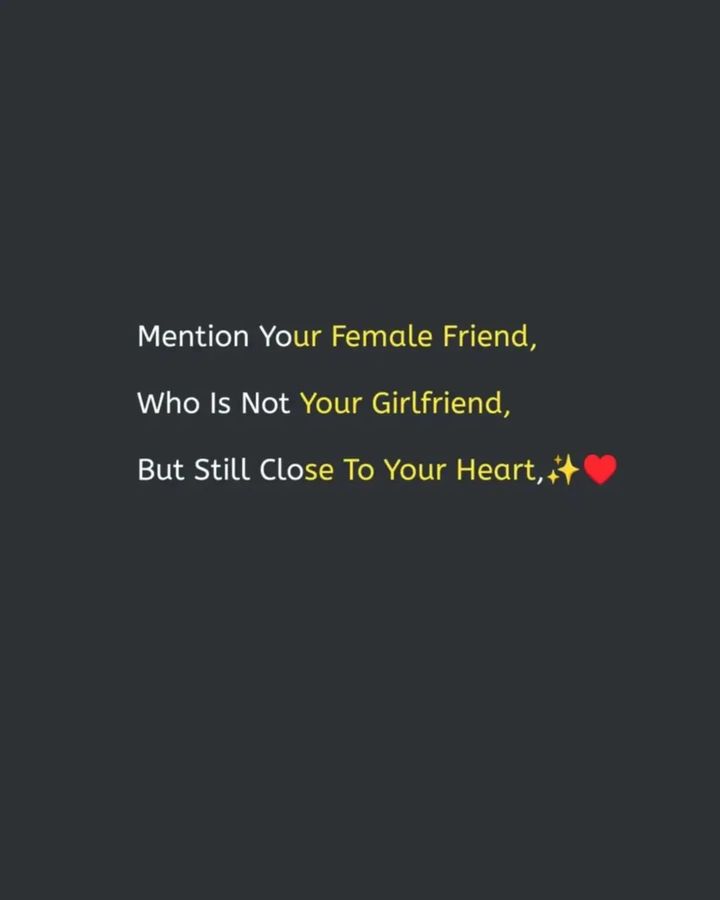 Mention Your Female Friend,
Who Is Not Your Girlfriend,
But Still Close To Your Heart,✨♥️